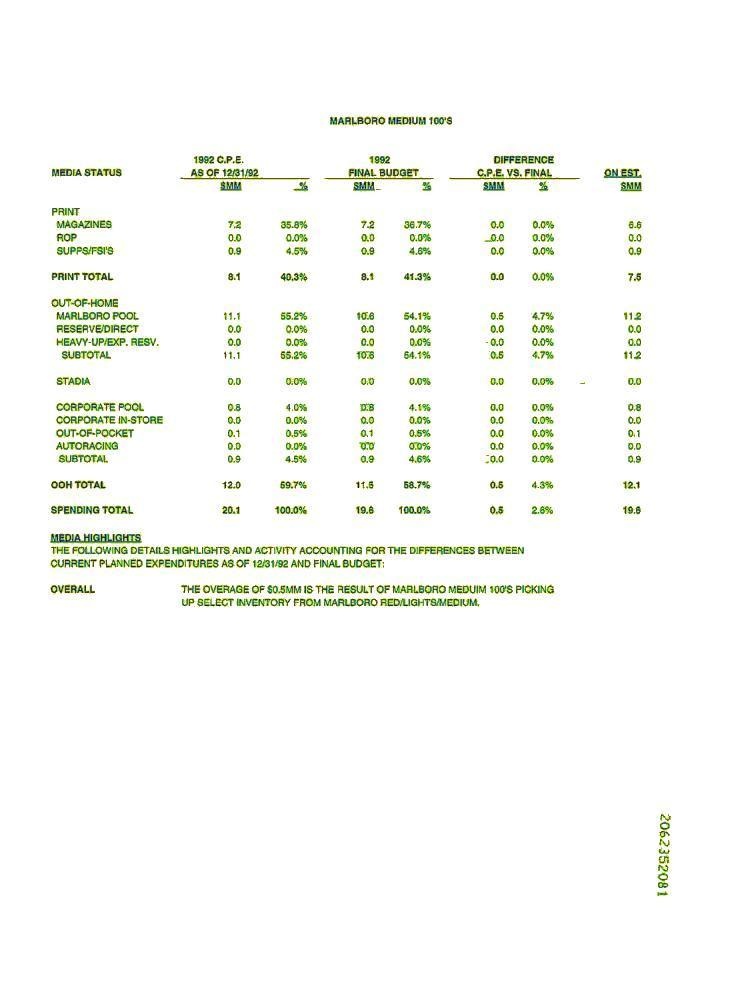 MARLBORO MEDIUM 100'S
1992 C.P.E. 1992 DIFFERENCE
MEDIA STATUS AS OF 12/31/92 FINAL BUDGET C.P.E. VS. FINAL ON EST.
$MM % $MM % $MM % $MM
PRINT
MAGAZINES 7.2 35.8% 7.2 36.7% 0.0 0.0% 6.6
ROP 0.0 0.0% 0.0 0.0% 0.0 0.0% 0.0
SUPPS/FSI'S 0.9 4.5% 0.9 4.6% 0.0 0.0% 0.9
PRINT TOTAL 8.1 40.3% 8.1 41.3% 0.0 0.0% 7.5
OUT-OF-HOME
MARLBORO POOL 11.1 55.2% 10.6 54.1% 0.5 4.7% 11.2
RESERVE/DIRECT 0.0 0.0% 0.0 0.0% 0.0 0.0% 0.0
HEAVY-UP/EXP. RESV. 0.0 0.0% 0.0 0.0% 0.0 0.0% 0.0
SUBTOTAL 11.1 55.2% 10.6 54.1% 0.5 4.7% 11.2
STADIA 0.0 0.0% 0.0 0.0% 0.0 0.0% 0.0
CORPORATE POOL 0.8 4.0% 0.8 4.1% 0.0 0.0% 0.8
CORPORATE IN-STORE 0.0 0.0% 0.0 0.0% 0.0 0.0% 0.0
OUT-OF-POCKET 0.1 0.5% 0.1 0.5% 0.0 0.0% 0.1
AUTORACING 0.0 0.0% 0.0 0.0% 0.0 0.0% 0.0
SUBTOTAL 0.9 4.5% 0.9 4.6% 0.0 0.0% 0.9
OOH TOTAL 12.0 59.7% 11.5 58.7% 0.5 4.3% 12.1
SPENDING TOTAL 20.1 100.0% 19.6 100.0% 0.5 2.6% 19.6
MEDIA HIGHLIGHTS
THE FOLLOWING DETAILS HIGHLIGHTS AND ACTIVITY ACCOUNTING FOR THE DIFFERENCES BETWEEN
CURRENT PLANNED EXPENDITURES AS OF 12/31/92 AND FINAL BUDGET:
OVERALL THE OVERAGE OF $0.5MM IS THE RESULT OF MARLBORO MEDUIM 100'S PICKING
UP SELECT INVENTORY FROM MARLBORO RED/LIGHTS/MEDIUM.
2062352081